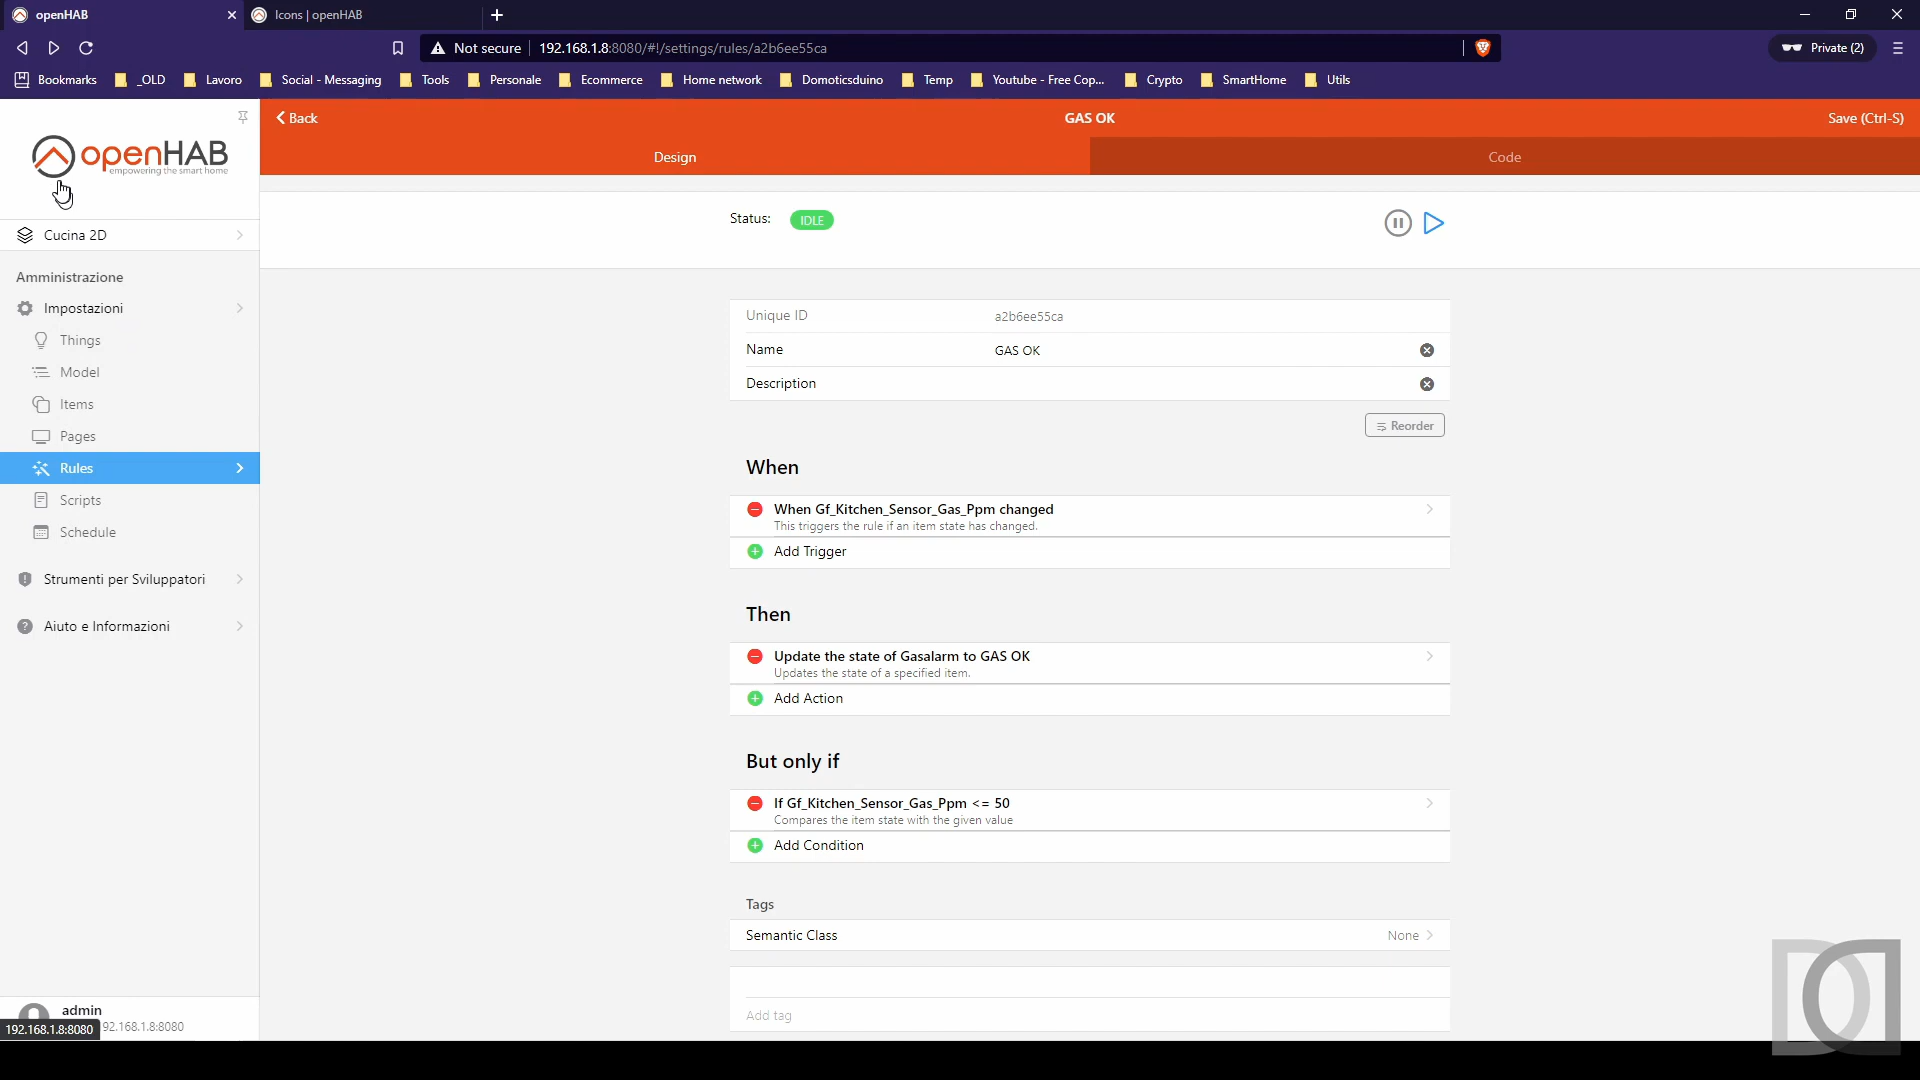 openHAB
Icons | openHAB
Not secure
192.168.1.8:8080/#!/settings/rules/a2b6ee55ca
Private (2)
Bookmarks
_OLD
Lavoro
Social - Messaging
Tools
Personale
Ecommerce
Home network
Domoticsduino
Temp
Youtube - Free Cop...
Crypto
SmartHome
Utils
openHAB
empowering the smart home
Cucina 2D
Amministrazione
Impostazioni
Things
Model
Items
Pages
Rules
Scripts
Schedule
Strumenti per Sviluppatori
Aiuto e Informazioni
admin
92.168.1.8:8080
192.168.1.8:8080
Back
GAS OK
Save (Ctrl-S)
Design
Code
Status:
IDLE
Unique ID
a2b6ee55ca
Name
GAS OK
Description
Reorder
When
When Gf_Kitchen_Sensor_Gas_Ppm changed
This triggers the rule if an item state has changed.
Add Trigger
Then
Update the state of Gasalarm to GAS OK
Updates the state of a specified item.
Add Action
But only if
If Gf_Kitchen_Sensor_Gas_Ppm <= 50
Compares the item state with the given value
Add Condition
Tags
Semantic Class
None
Add tag